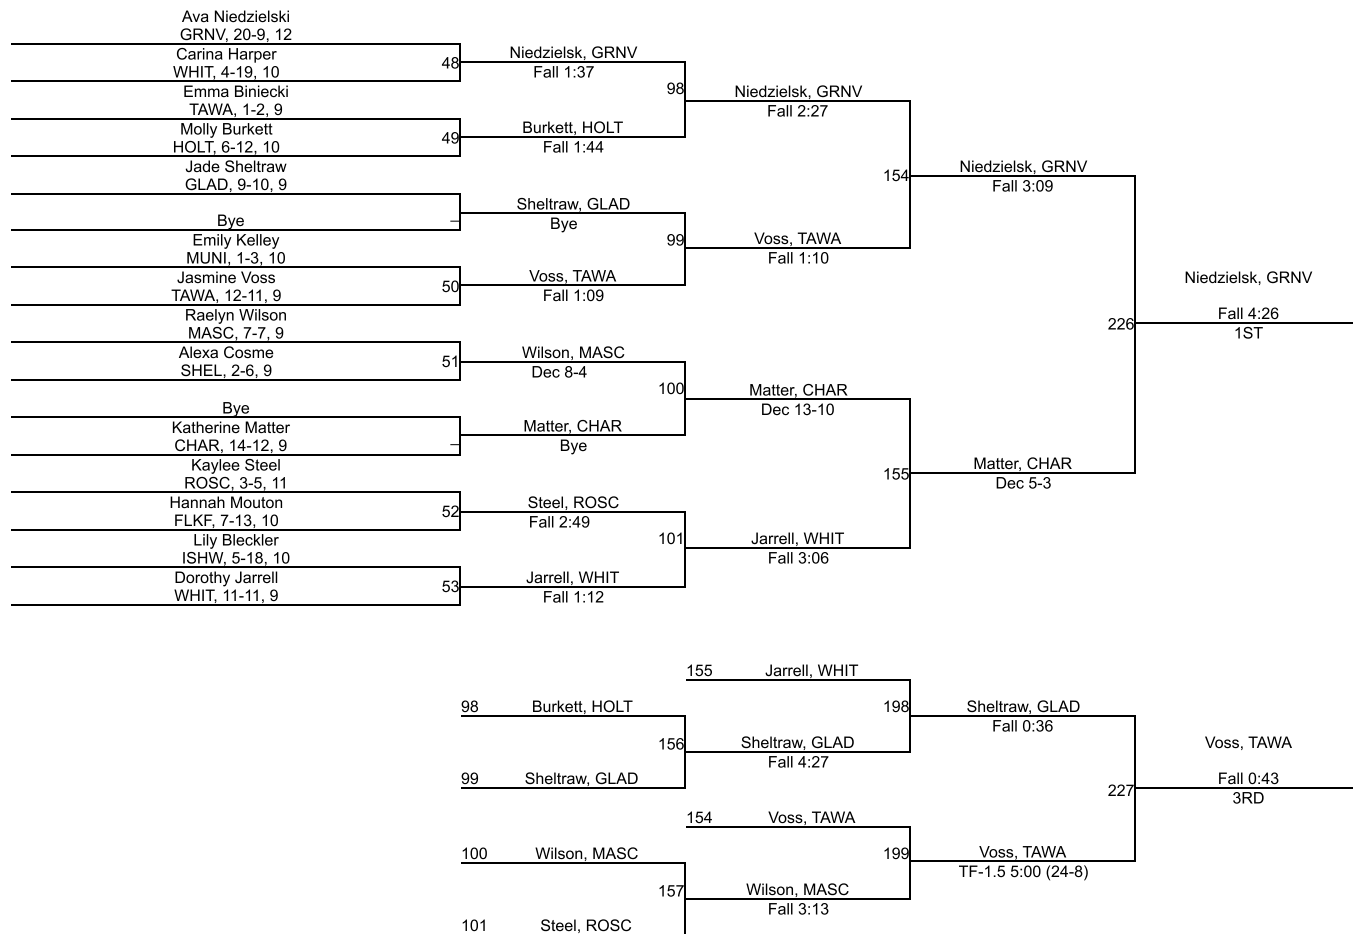 Ava Niedzielski
GRNV, 20-9, 12
Carina Harper
WHIT, 4-19, 10
48
Emma Biniecki
TAWA, 1-2, 9
Molly Burkett
HOLT, 6-12, 10
49
Jade Sheltraw
GLAD, 9-10, 9
Bye
–
Emily Kelley
MUNI, 1-3, 10
Jasmine Voss
TAWA, 12-11, 9
50
Raelyn Wilson
MASC, 7-7, 9
Alexa Cosme
SHEL, 2-6, 9
51
Bye
Katherine Matter
CHAR, 14-12, 9
–
Kaylee Steel
ROSC, 3-5, 11
Hannah Mouton
FLKF, 7-13, 10
52
Lily Bleckler
ISHW, 5-18, 10
Dorothy Jarrell
WHIT, 11-11, 9
53
Niedzielsk, GRNV
Fall 1:37
98
Burkett, HOLT
Fall 1:44
Sheltraw, GLAD
Bye
99
Voss, TAWA
Fall 1:09
Wilson, MASC
Dec 8-4
100
Matter, CHAR
Bye
Steel, ROSC
Fall 2:49
101
Jarrell, WHIT
Fall 1:12
Niedzielsk, GRNV
Fall 2:27
154
Voss, TAWA
Fall 1:10
Matter, CHAR
Dec 13-10
155
Jarrell, WHIT
Fall 3:06
Niedzielsk, GRNV
Fall 3:09
226
Matter, CHAR
Dec 5-3
Niedzielsk, GRNV
Fall 4:26
1ST
98 Burkett, HOLT
156
99 Sheltraw, GLAD
100 Wilson, MASC
157
101 Steel, ROSC
155 Jarrell, WHIT
198
Sheltraw, GLAD
Fall 4:27
154 Voss, TAWA
199
Wilson, MASC
Fall 3:13
Sheltraw, GLAD
Fall 0:36
227
Voss, TAWA
TF-1.5 5:00 (24-8)
Voss, TAWA
Fall 0:43
3RD